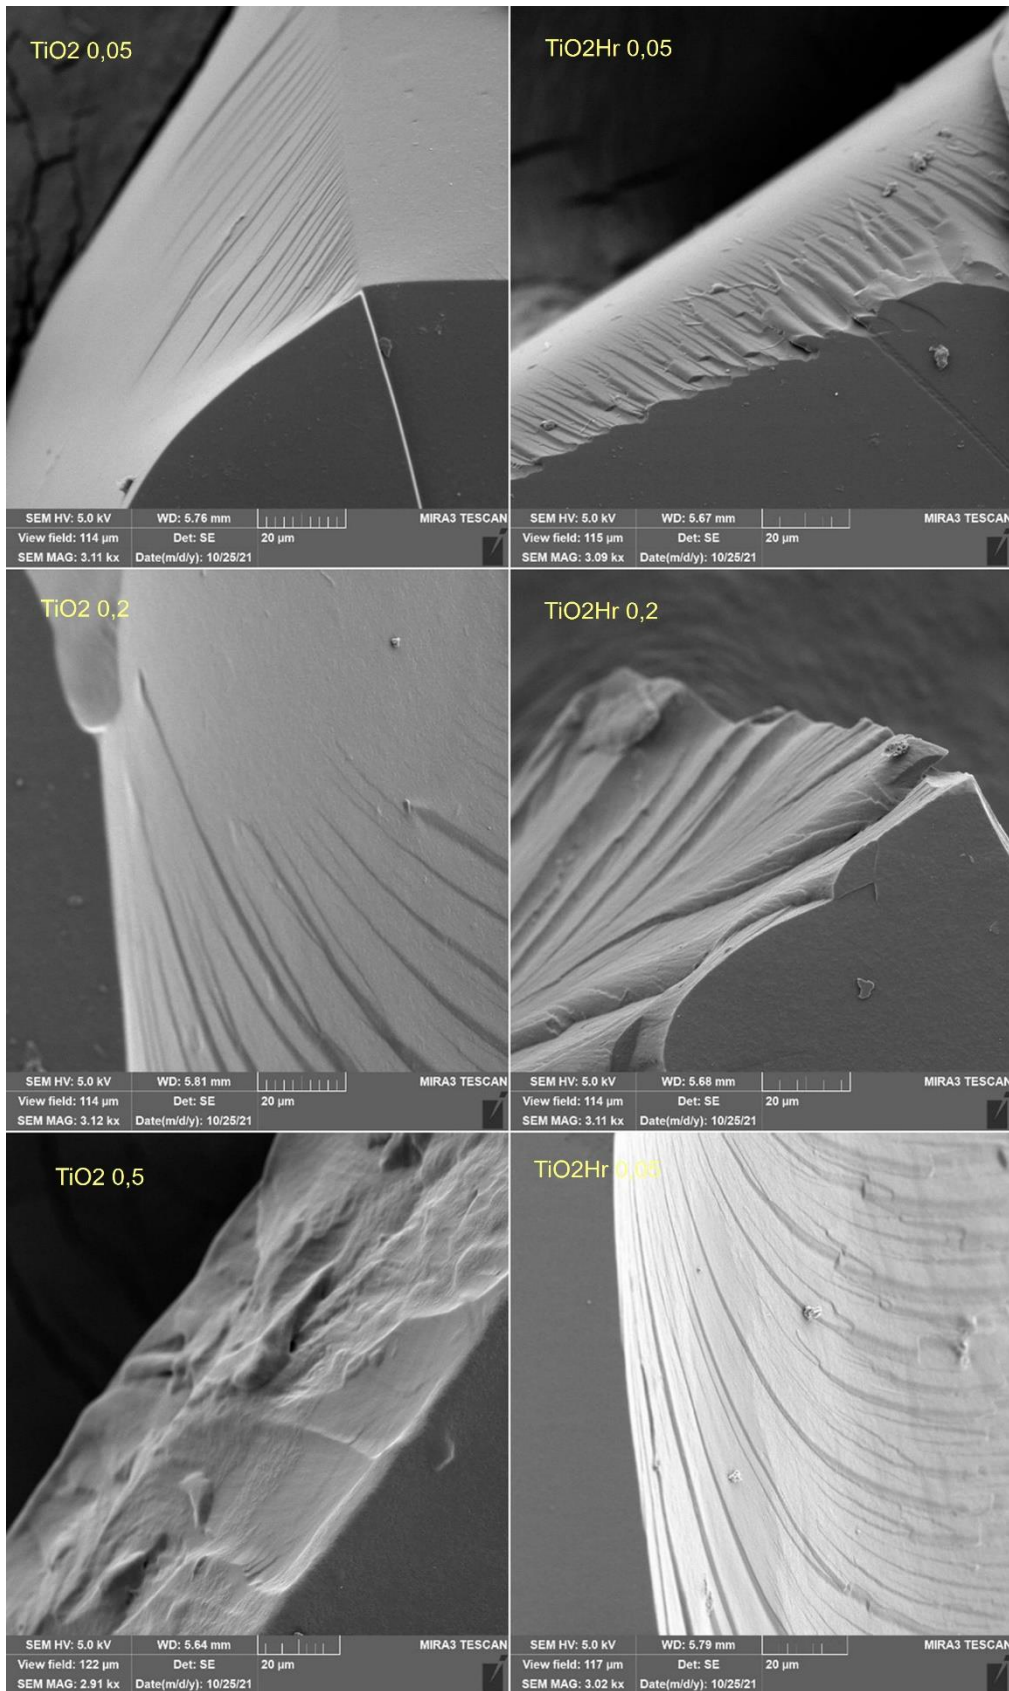 TiO2 0,05
SEM HV: 5.0 kV WD: 5.76 mm MIRA3 TESCAN
View field: 114 µm Det: SE 20 µm
SEM MAG: 3.11 kx Date(m/d/y): 10/25/21
TiO2Hr 0,05
SEM HV: 5.0 kV WD: 5.67 mm MIRA3 TESCAN
View field: 115 µm Det: SE 20 µm
SEM MAG: 3.09 kx Date(m/d/y): 10/25/21
TiO2 0,2
SEM HV: 5.0 kV WD: 5.81 mm MIRA3 TESCAN
View field: 114 µm Det: SE 20 µm
SEM MAG: 3.12 kx Date(m/d/y): 10/25/21
TiO2Hr 0,2
SEM HV: 5.0 kV WD: 5.68 mm MIRA3 TESCAN
View field: 114 µm Det: SE 20 µm
SEM MAG: 3.11 kx Date(m/d/y): 10/25/21
TiO2 0,5
SEM HV: 5.0 kV WD: 5.64 mm MIRA3 TESCAN
View field: 122 µm Det: SE 20 µm
SEM MAG: 2.91 kx Date(m/d/y): 10/25/21
TiO2Hr 0,05
SEM HV: 5.0 kV WD: 5.79 mm MIRA3 TESCAN
View field: 117 µm Det: SE 20 µm
SEM MAG: 3.02 kx Date(m/d/y): 10/25/21